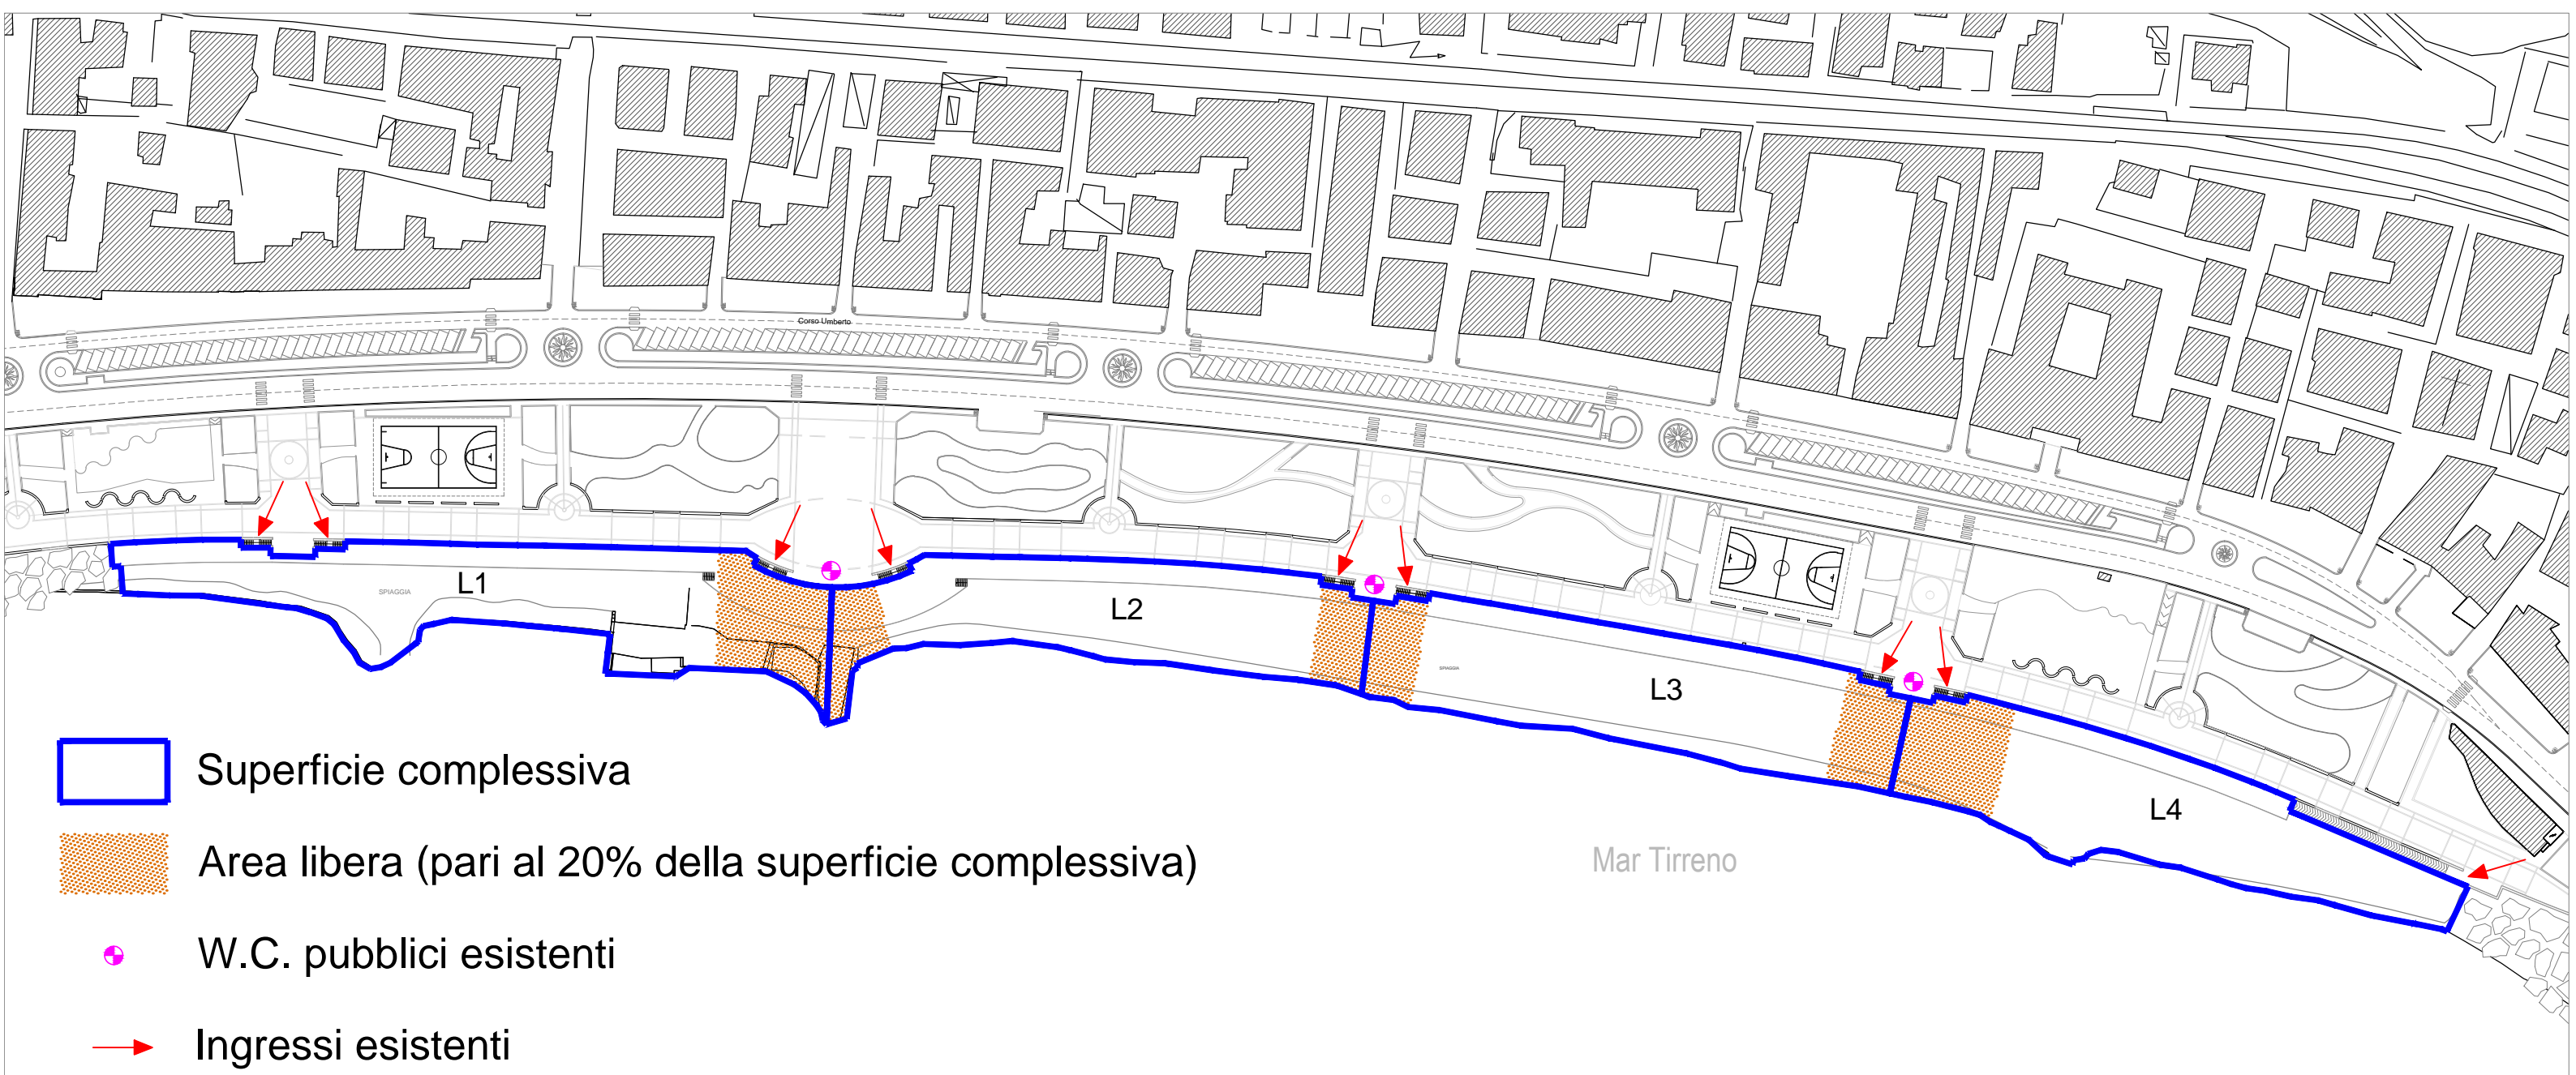 Corso Umberto
SPIAGGIA
L1
L2
SPIAGGIA
L3
L4
Mar Tirreno
Superficie complessiva
Area libera (pari al 20% della superficie complessiva)
W.C. pubblici esistenti
Ingressi esistenti